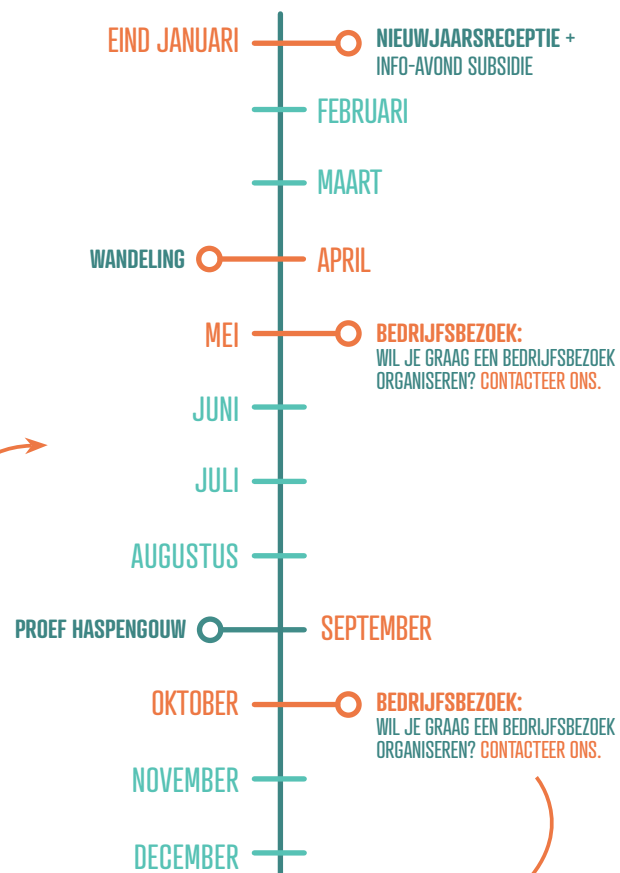 EIND JANUARI
NIEUWJAARSRECEPTIE +
INFO-AVOND SUBSIDIE
FEBRUARI
MAART
WANDELING
APRIL
MEI
BEDRIJFSBEZOEK:
WIL JE GRAAG EEN BEDRIJFSBEZOEK
ORGANISEREN? CONTACTEER ONS.
JUNI
JULI
AUGUSTUS
PROEF HASPENGOUW
SEPTEMBER
OKTOBER
BEDRIJFSBEZOEK:
WIL JE GRAAG EEN BEDRIJFSBEZOEK
ORGANISEREN? CONTACTEER ONS.
NOVEMBER
DECEMBER